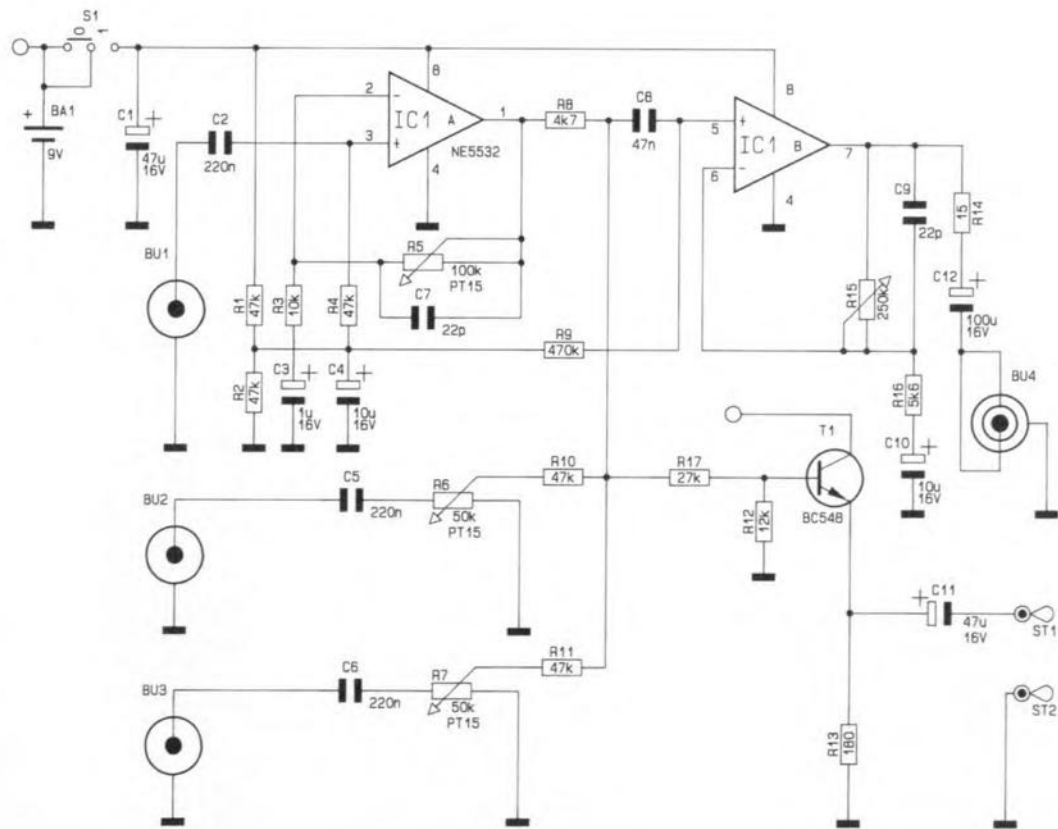 S1
0
1
BA1
+
9V
C1
+
47u
16V
C2
220n
BU1
2
-
3
+
IC1
A
8
4
1
NE5532
R8
4k7
C8
47n
5
+
6
-
IC1
B
8
4
7
C9
22p
15
R14
C12
+
100u
16V
BU4
R5
100k
PT15
C7
22p
R1
47k
R3
10k
R4
47k
R9
470k
R15
250k
R2
47k
C3
+
1u
16V
C4
+
10u
16V
R16
5k6
C10
+
10u
16V
BU2
C5
220n
R6
50k
PT15
R10
47k
R17
27k
R12
12k
T1
BC548
C11
+
47u
16V
ST1
BU3
C6
220n
R7
50k
PT15
R11
47k
R13
180
ST2